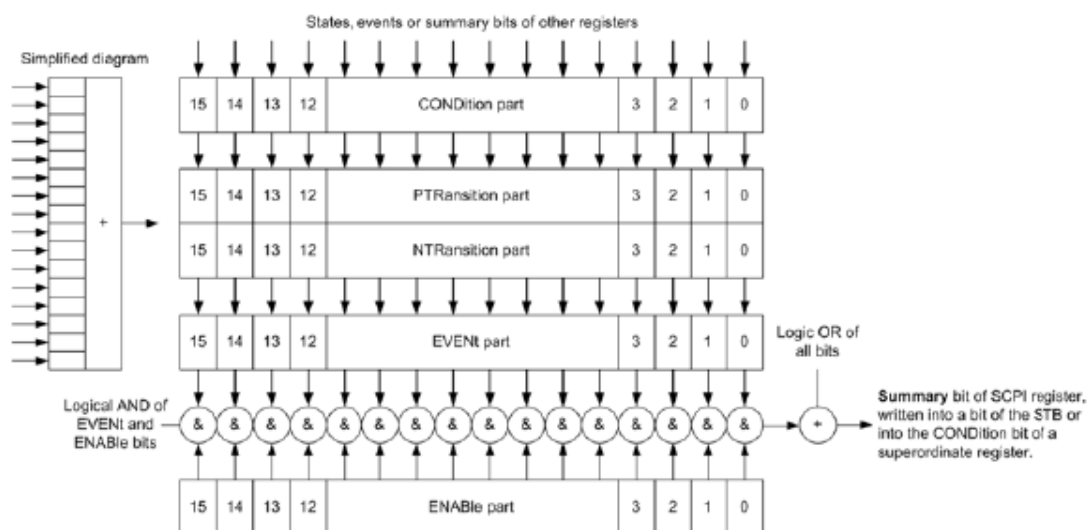 States, events or summary bits of other registers
Simplified diagram
15 14 13 12 CONDition part 3 2 1 0
15 14 13 12 PTRansition part 3 2 1 0
+
15 14 13 12 NTRansition part 3 2 1 0
15 14 13 12 EVENt part 3 2 1 0
Logic OR of
all bits
Logical AND of
EVENt and
ENABle bits
& & & & & & & & & & & & & & & &
+
Summary bit of SCPI register,
written into a bit of the STB or
into the CONDition bit of a
superordinate register.
15 14 13 12 ENABle part 3 2 1 0